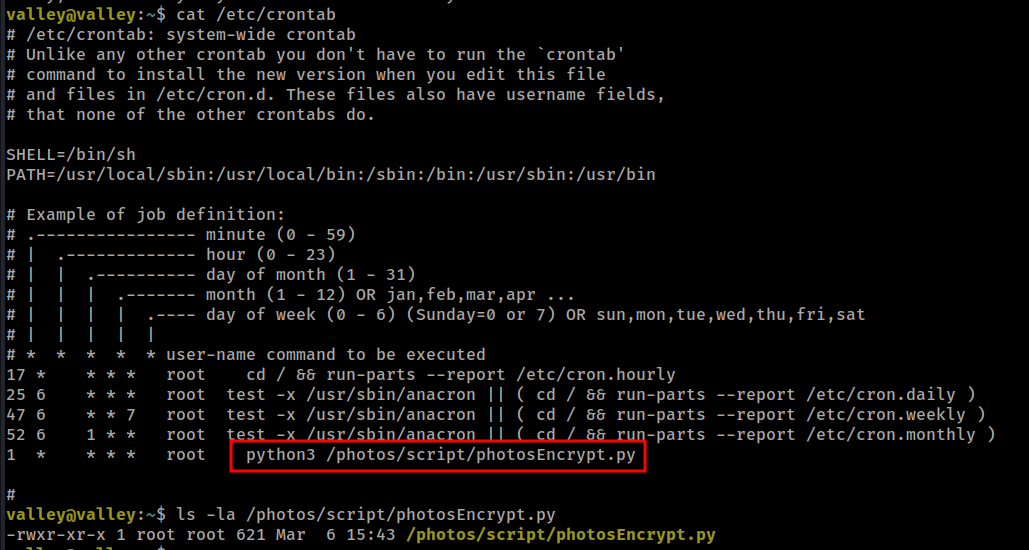 valley@valley:~$ cat /etc/crontab
# /etc/crontab: system-wide crontab
# Unlike any other crontab you don't have to run the `crontab'
# command to install the new version when you edit this file
# and files in /etc/cron.d. These files also have username fields,
# that none of the other crontabs do.

SHELL=/bin/sh
PATH=/usr/local/sbin:/usr/local/bin:/sbin:/bin:/usr/sbin:/usr/bin

# Example of job definition:
# .---------------- minute (0 - 59)
# |  .------------- hour (0 - 23)
# |  |  .---------- day of month (1 - 31)
# |  |  |  .------- month (1 - 12) OR jan,feb,mar,apr ...
# |  |  |  |  .---- day of week (0 - 6) (Sunday=0 or 7) OR sun,mon,tue,wed,thu,fri,sat
# |  |  |  |  |
# *  *  *  *  * user-name command to be executed
17 *    * * *   root    cd / && run-parts --report /etc/cron.hourly
25 6    * * *   root  test -x /usr/sbin/anacron || ( cd / && run-parts --report /etc/cron.daily )
47 6    * * 7   root  test -x /usr/sbin/anacron || ( cd / && run-parts --report /etc/cron.weekly )
52 6    1 * *   root  test -x /usr/sbin/anacron || ( cd / && run-parts --report /etc/cron.monthly )
1  *    * * *   root    python3 /photos/script/photosEncrypt.py

#
valley@valley:~$ ls -la /photos/script/photosEncrypt.py
-rwxr-xr-x 1 root root 621 Mar  6 15:43 /photos/script/photosEncrypt.py